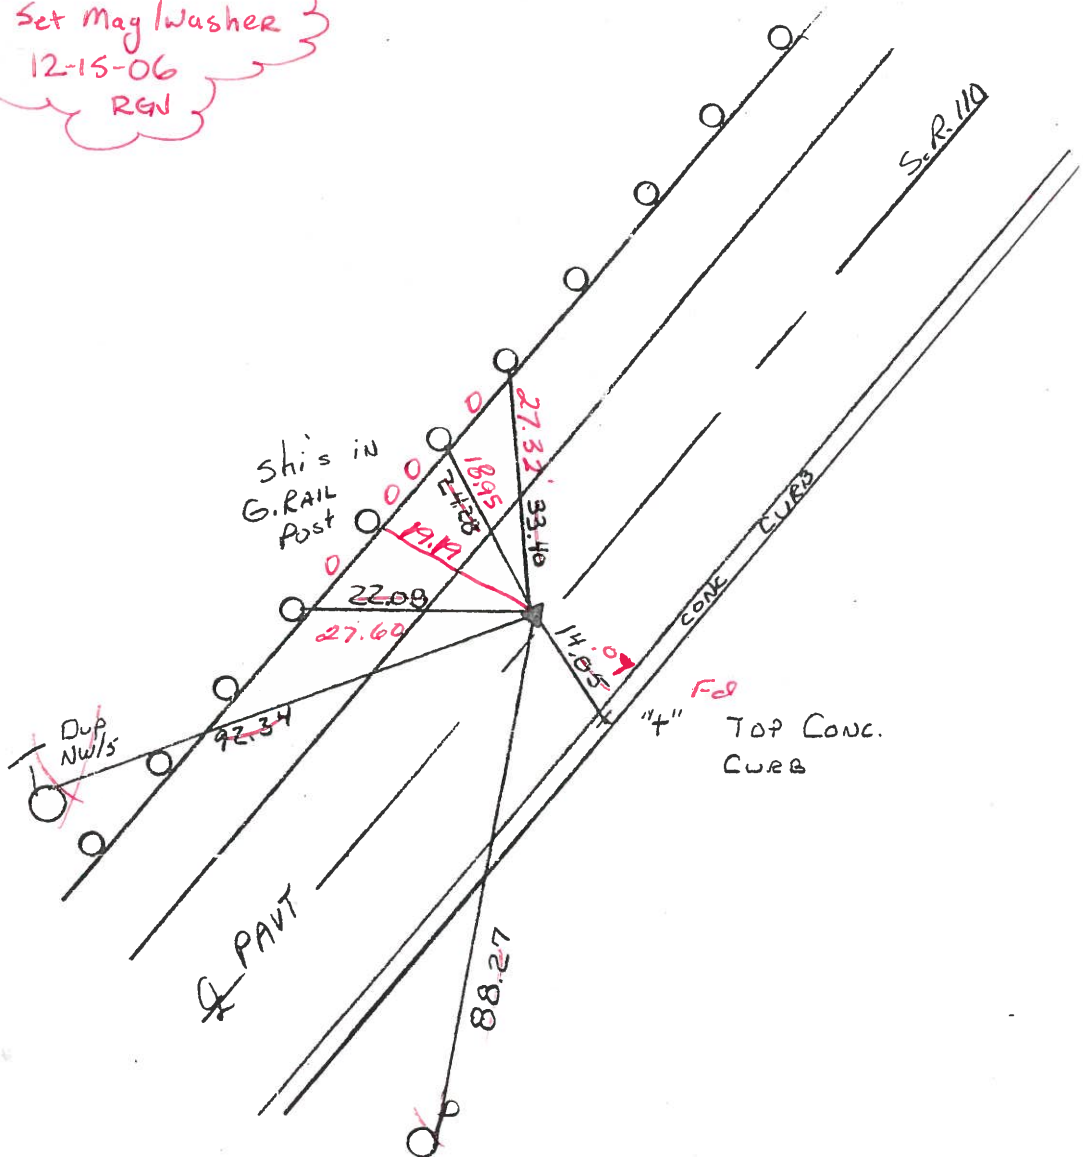 Set Mag/Washer
12-15-06
RGN
S.R. 110
shi's in
G.RAIL
Post
27.32'
33.40
18.95
24.28
19.19
22.08
27.60
14.05
.01
CONC CURB
Fd
"+" TOP CONC.
CURB
Dup
NW/S
92.34
PAVT
88.27